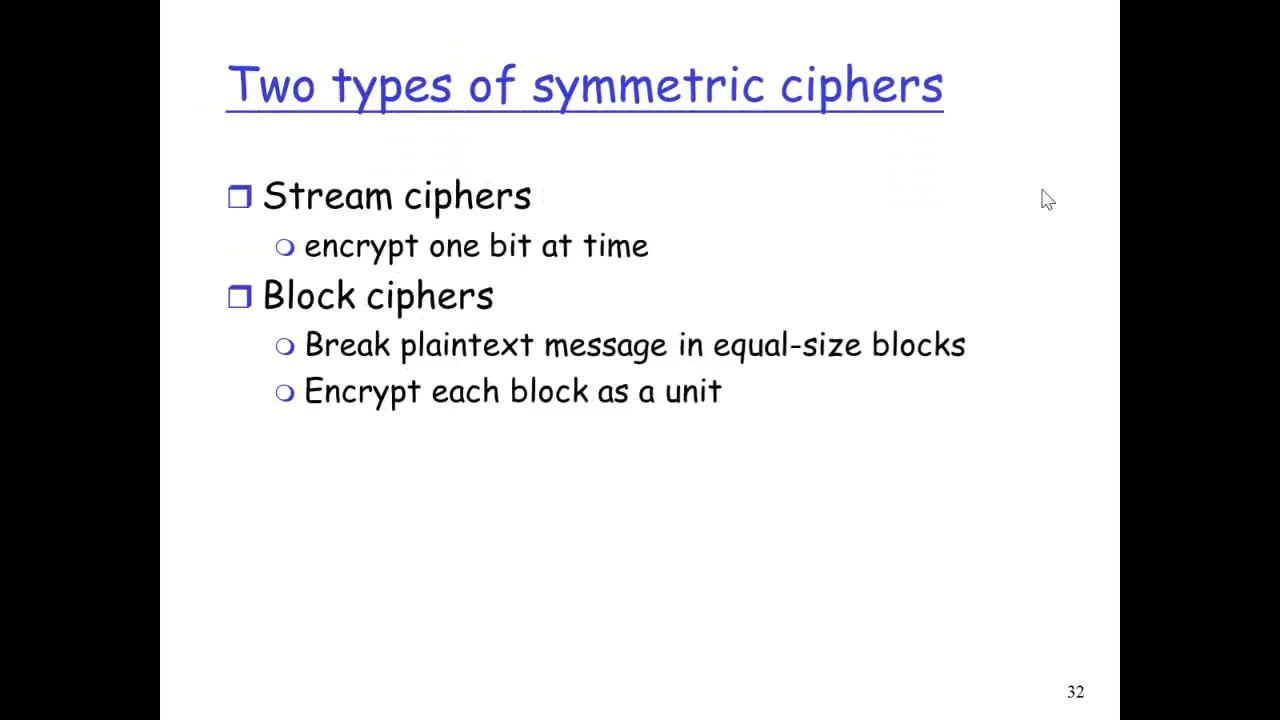 Two types of symmetric ciphers
Stream ciphers
encrypt one bit at time
Block ciphers
Break plaintext message in equal-size blocks
Encrypt each block as a unit
32